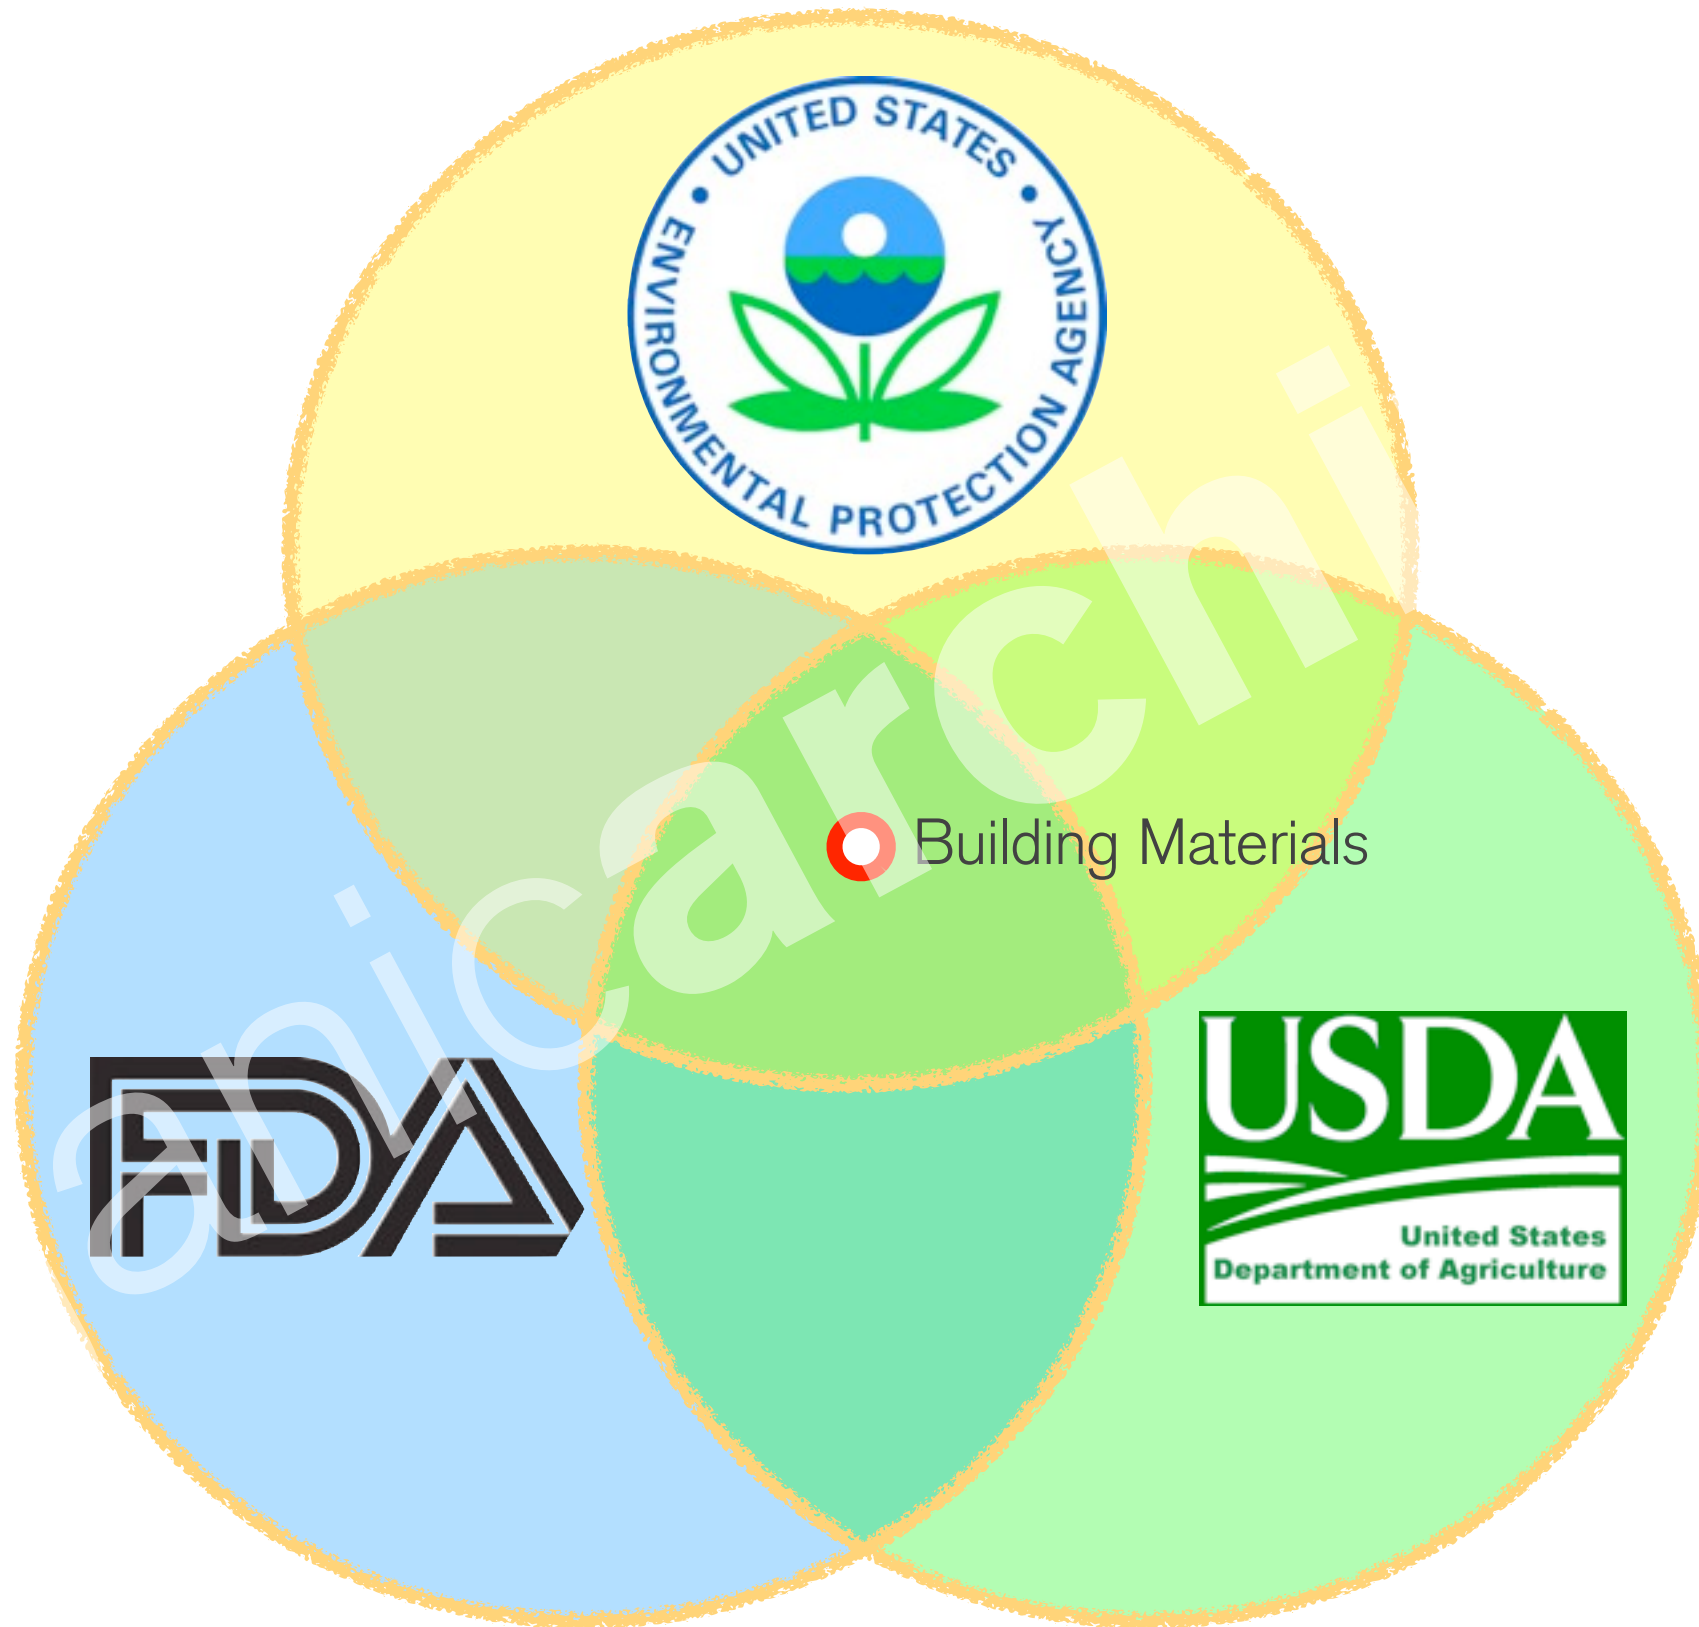 UNITED STATES • ENVIRONMENTAL PROTECTION AGENCY •
anicarchi
Building Materials
FDA
USDA
United States
Department of Agriculture